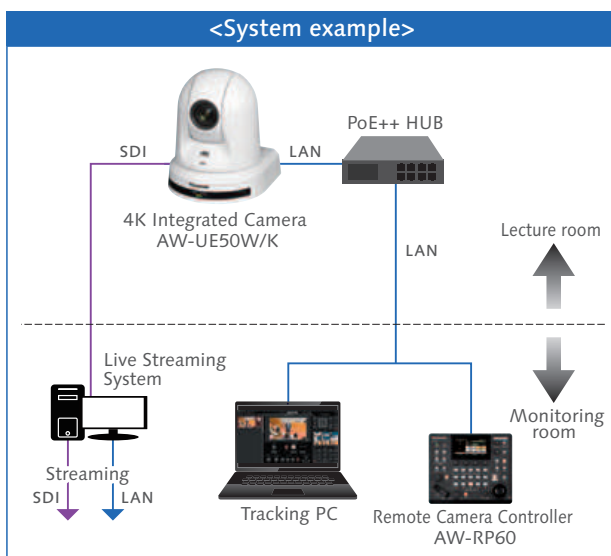 <System example>
SDI
LAN
PoE++ HUB
4K Integrated Camera
AW-UE50W/K
LAN
Lecture room
Live Streaming
System
Monitoring
room
Streaming
SDI
LAN
Tracking PC
Remote Camera Controller
AW-RP60